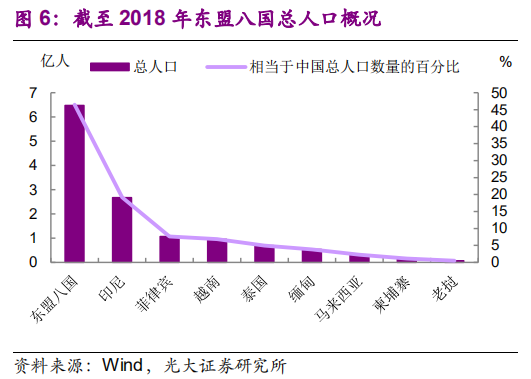 图 6：截至 2018 年东盟八国总人口概况
亿人
总人口
相当于中国总人口数量的百分比
%
7
6
5
4
3
2
1
0
50
45
40
35
30
25
20
15
10
5
0
东盟八国
印尼
菲律宾
越南
泰国
缅甸
马来西亚
柬埔寨
老挝
资料来源：Wind，光大证券研究所